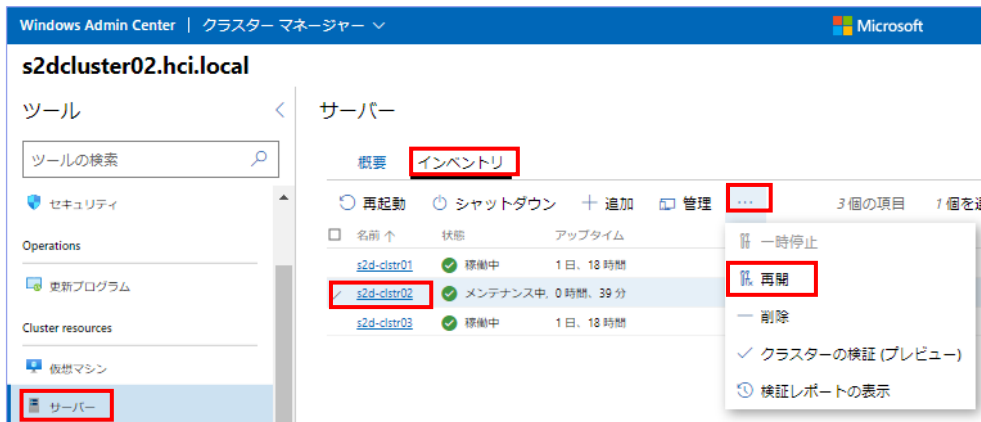 Windows Admin Center | クラスター マネージャー
Microsoft
s2dcluster02.hci.local
ツール
ツールの検索
セキュリティ
Operations
更新プログラム
Cluster resources
仮想マシン
サーバー
サーバー
概要 インベントリ
再起動 シャットダウン 追加 管理 … 3個の項目 1個を
名前 状態 アップタイム
s2d-clstr01 稼働中 1日、18時間
s2d-clstr02 メンテナンス中, 0時間、39分
s2d-clstr03 稼働中 1日、18時間
一時停止
再開
削除
クラスターの検証 (プレビュー)
検証レポートの表示